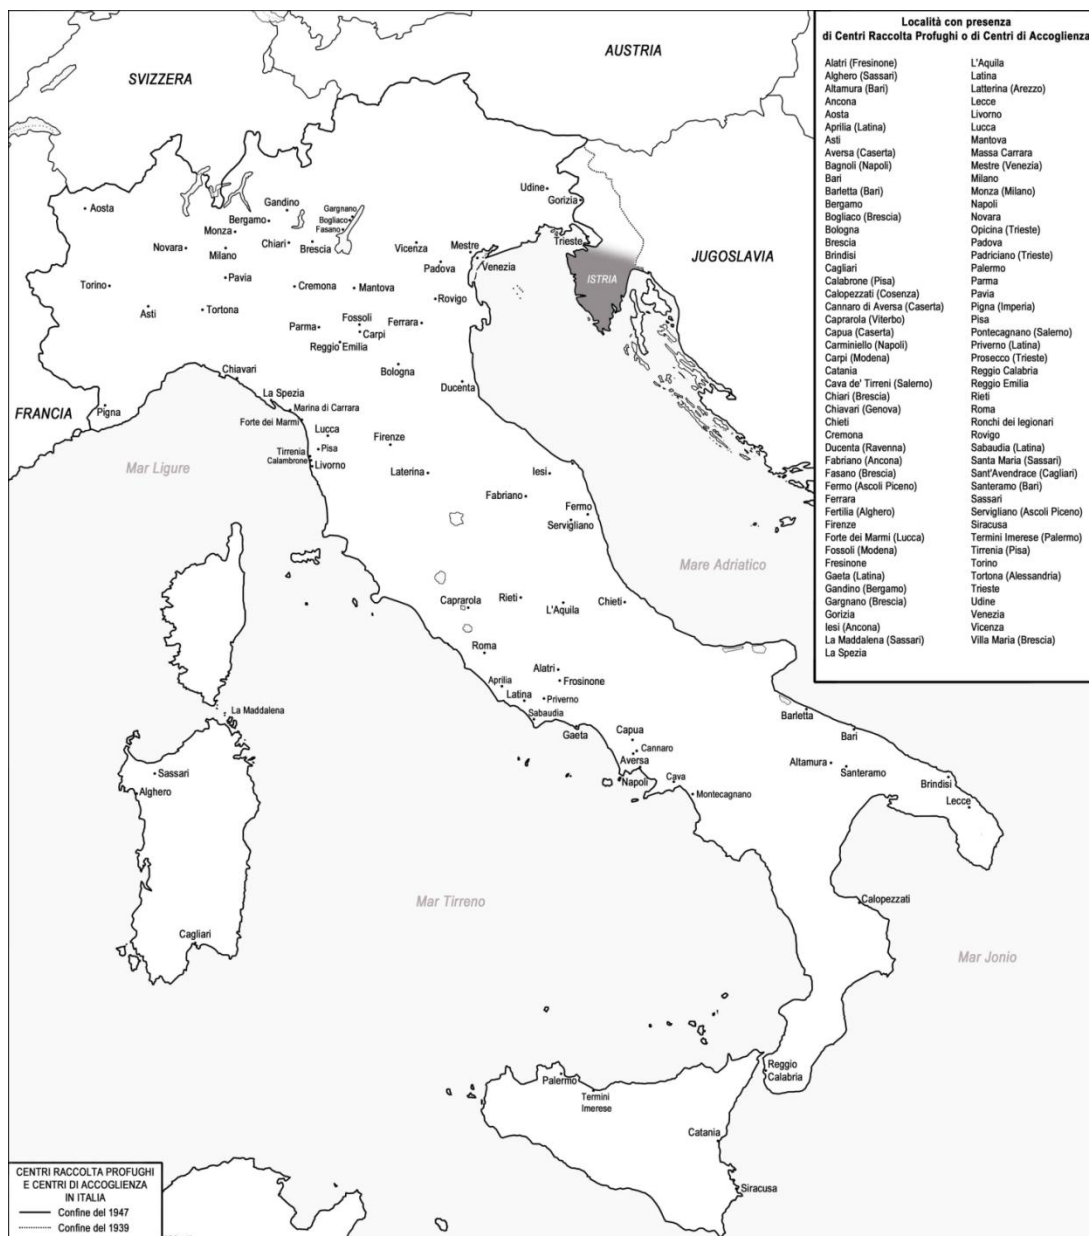 SVIZZERA
AUSTRIA
JUGOSLAVIA
FRANCIA
ISTRIA
Mar Ligure
Mare Adriatico
Mar Tirreno
Mar Jonio
Aosta
Gandino
Bergamo
Monza
Novara
Milano
Chiari
Brescia
Gargnano
Bogliaco
Fasano
Vicenza
Mestre
Venezia
Padova
Udine
Gorizia
Trieste
Torino
Pavia
Asti
Tortona
Cremona
Mantova
Rovigo
Parma
Fossoli
Carpi
Ferrara
Reggio Emilia
Bologna
Ducenta
Chiavari
La Spezia
Marina di Carrara
Forte dei Marmi
Pigna
Lucca
Pisa
Tirrenia
Calambrone
Livorno
Firenze
Laterina
Iesi
Fabriano
Fermo
Servigliano
Caprarola
Rieti
L'Aquila
Chieti
Roma
Alatri
Frosinone
Aprilia
Latina
Priverno
Sabaudia
Gaeta
Capua
Cannaro
Aversa
Napoli
Cava
Montecagnano
Barletta
Bari
Altamura
Santeramo
Brindisi
Lecce
La Maddalena
Sassari
Alghero
Cagliari
Calopezzati
Reggio
Calabria
Palermo
Termini
Imerese
Catania
Siracusa
Località con presenza
di Centri Raccolta Profughi o di Centri di Accoglienza
Alatri (Fresinone)
Alghero (Sassari)
Altamura (Bari)
Ancona
Aosta
Aprilia (Latina)
Asti
Aversa (Caserta)
Bagnoli (Napoli)
Bari
Barletta (Bari)
Bergamo
Bogliaco (Brescia)
Bologna
Brescia
Brindisi
Cagliari
Calabrone (Pisa)
Calopezzati (Cosenza)
Cannaro di Aversa (Caserta)
Caprarola (Viterbo)
Capua (Caserta)
Carminiello (Napoli)
Carpi (Modena)
Catania
Cava de' Tirreni (Salerno)
Chiari (Brescia)
Chiavari (Genova)
Chieti
Cremona
Ducenta (Ravenna)
Fabriano (Ancona)
Fasano (Brescia)
Fermo (Ascoli Piceno)
Ferrara
Fertilia (Alghero)
Firenze
Forte dei Marmi (Lucca)
Fossoli (Modena)
Fresinone
Gaeta (Latina)
Gandino (Bergamo)
Gargnano (Brescia)
Gorizia
Iesi (Ancona)
La Maddalena (Sassari)
La Spezia
L'Aquila
Latina
Latterina (Arezzo)
Lecce
Livorno
Lucca
Mantova
Massa Carrara
Mestre (Venezia)
Milano
Monza (Milano)
Napoli
Novara
Opicina (Trieste)
Padova
Padriciano (Trieste)
Palermo
Parma
Pavia
Pigna (Imperia)
Pisa
Pontecagnano (Salerno)
Priverno (Latina)
Prosecco (Trieste)
Reggio Calabria
Reggio Emilia
Rieti
Roma
Ronchi dei legionari
Rovigo
Sabaudia (Latina)
Santa Maria (Sassari)
Sant'Avendrace (Cagliari)
Santeramo (Bari)
Sassari
Servigliano (Ascoli Piceno)
Siracusa
Termini Imerese (Palermo)
Tirrenia (Pisa)
Torino
Tortona (Alessandria)
Trieste
Udine
Venezia
Vicenza
Villa Maria (Brescia)
CENTRI RACCOLTA PROFUGHI
E CENTRI DI ACCOGLIENZA
IN ITALIA
Confine del 1947
Confine del 1939